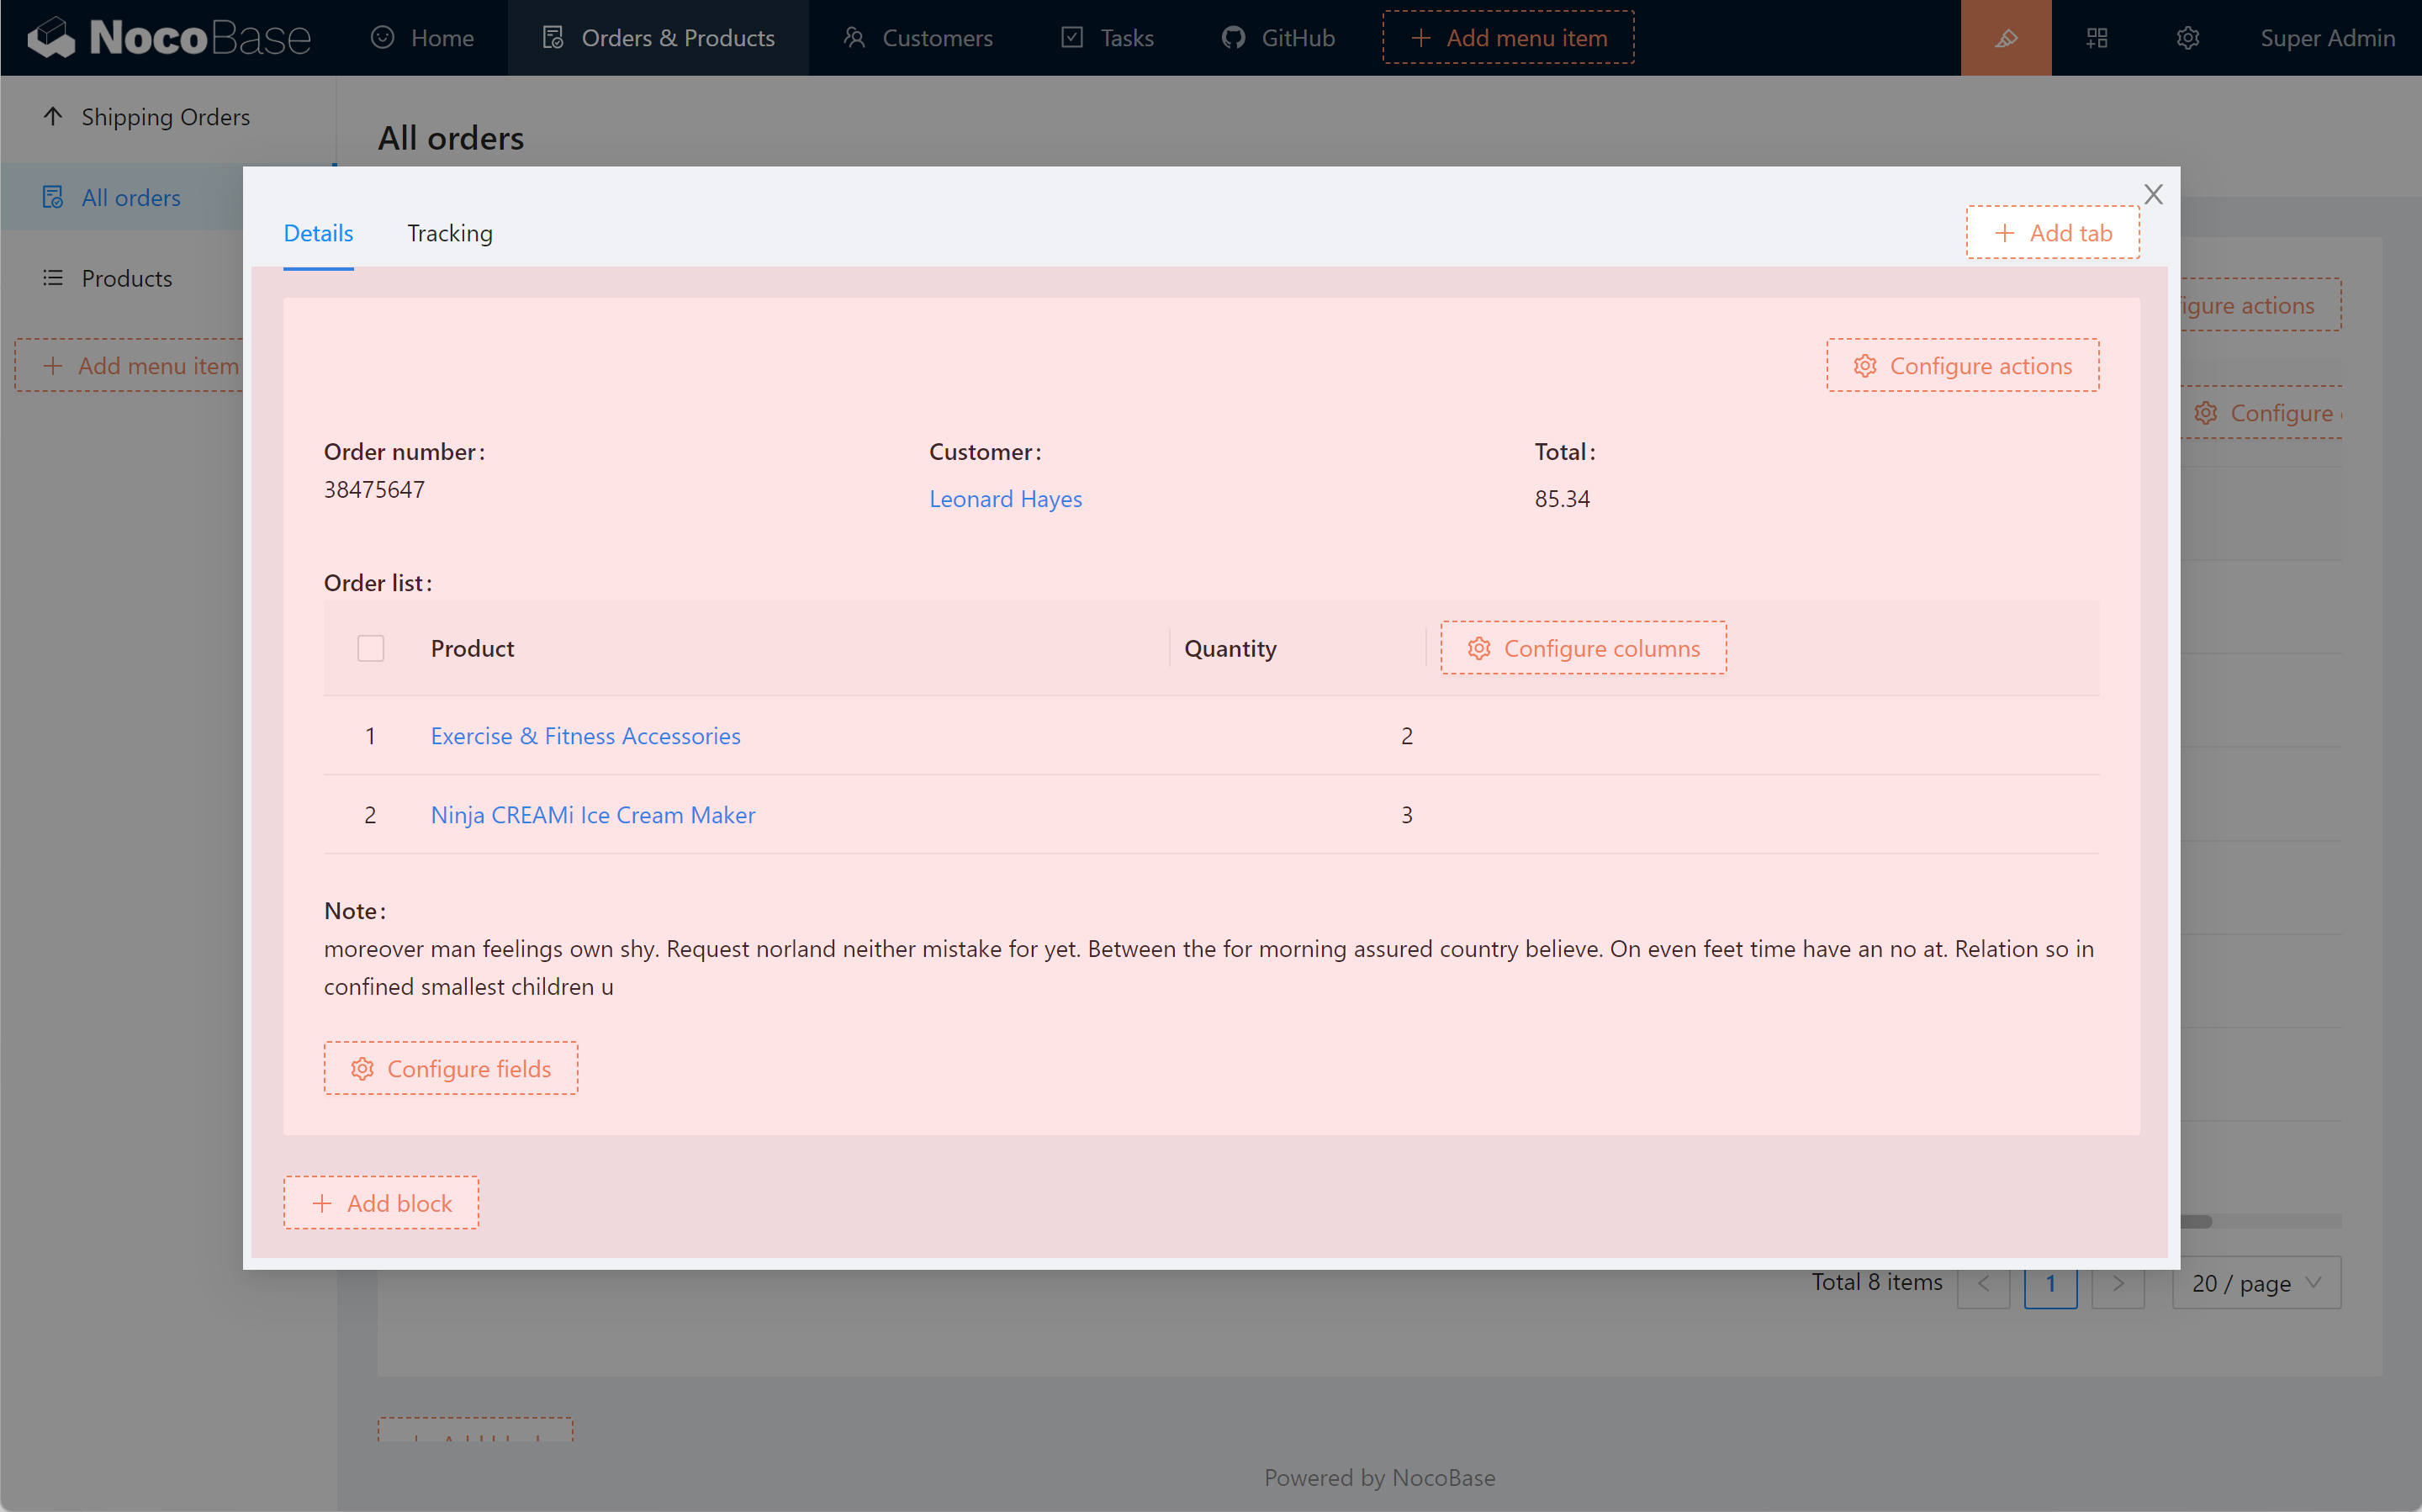 NocoBase
Home
Orders & Products
Customers
Tasks
GitHub
Add menu item
Super Admin
Shipping Orders
All orders
Products
Add menu item
All orders
Details
Tracking
Add tab
igure actions
Configure actions
Configure
Order number:
Customer:
Total:
38475647
Leonard Hayes
85.34
Order list:
Product
Quantity
Configure columns
1
Exercise & Fitness Accessories
2
2
Ninja CREAMi Ice Cream Maker
3
Note:
moreover man feelings own shy. Request norland neither mistake for yet. Between the for morning assured country believe. On even feet time have an no at. Relation so in
confined smallest children u
Configure fields
Add block
Total 8 items
1
20 / page
Powered by NocoBase